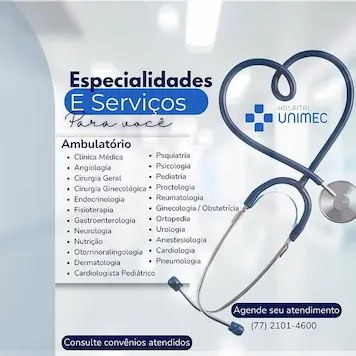 Especialidades
E Serviços
Para você
HOSPITAL
UNIMEC
Ambulatório
• Clínica Médica
• Angiologia
• Cirurgia Geral
• Cirurgia Ginecológica
• Endocrinologia
• Fisioterapia
• Gastroenterologia
• Neurologia
• Nutrição
• Otorrinoralingologia
• Dermatologia
• Cardiologista Pediátrico
• Psquiatria
• Psicologia
• Pediatria
• Proctologia
• Reumatologia
• Ginecologia / Obstetrícia
• Ortopedia
• Urologia
• Anestesiologia
• Cardiologia
• Pneumologia
Agende seu atendimento
(77) 2101-4600
Consulte convênios atendidos